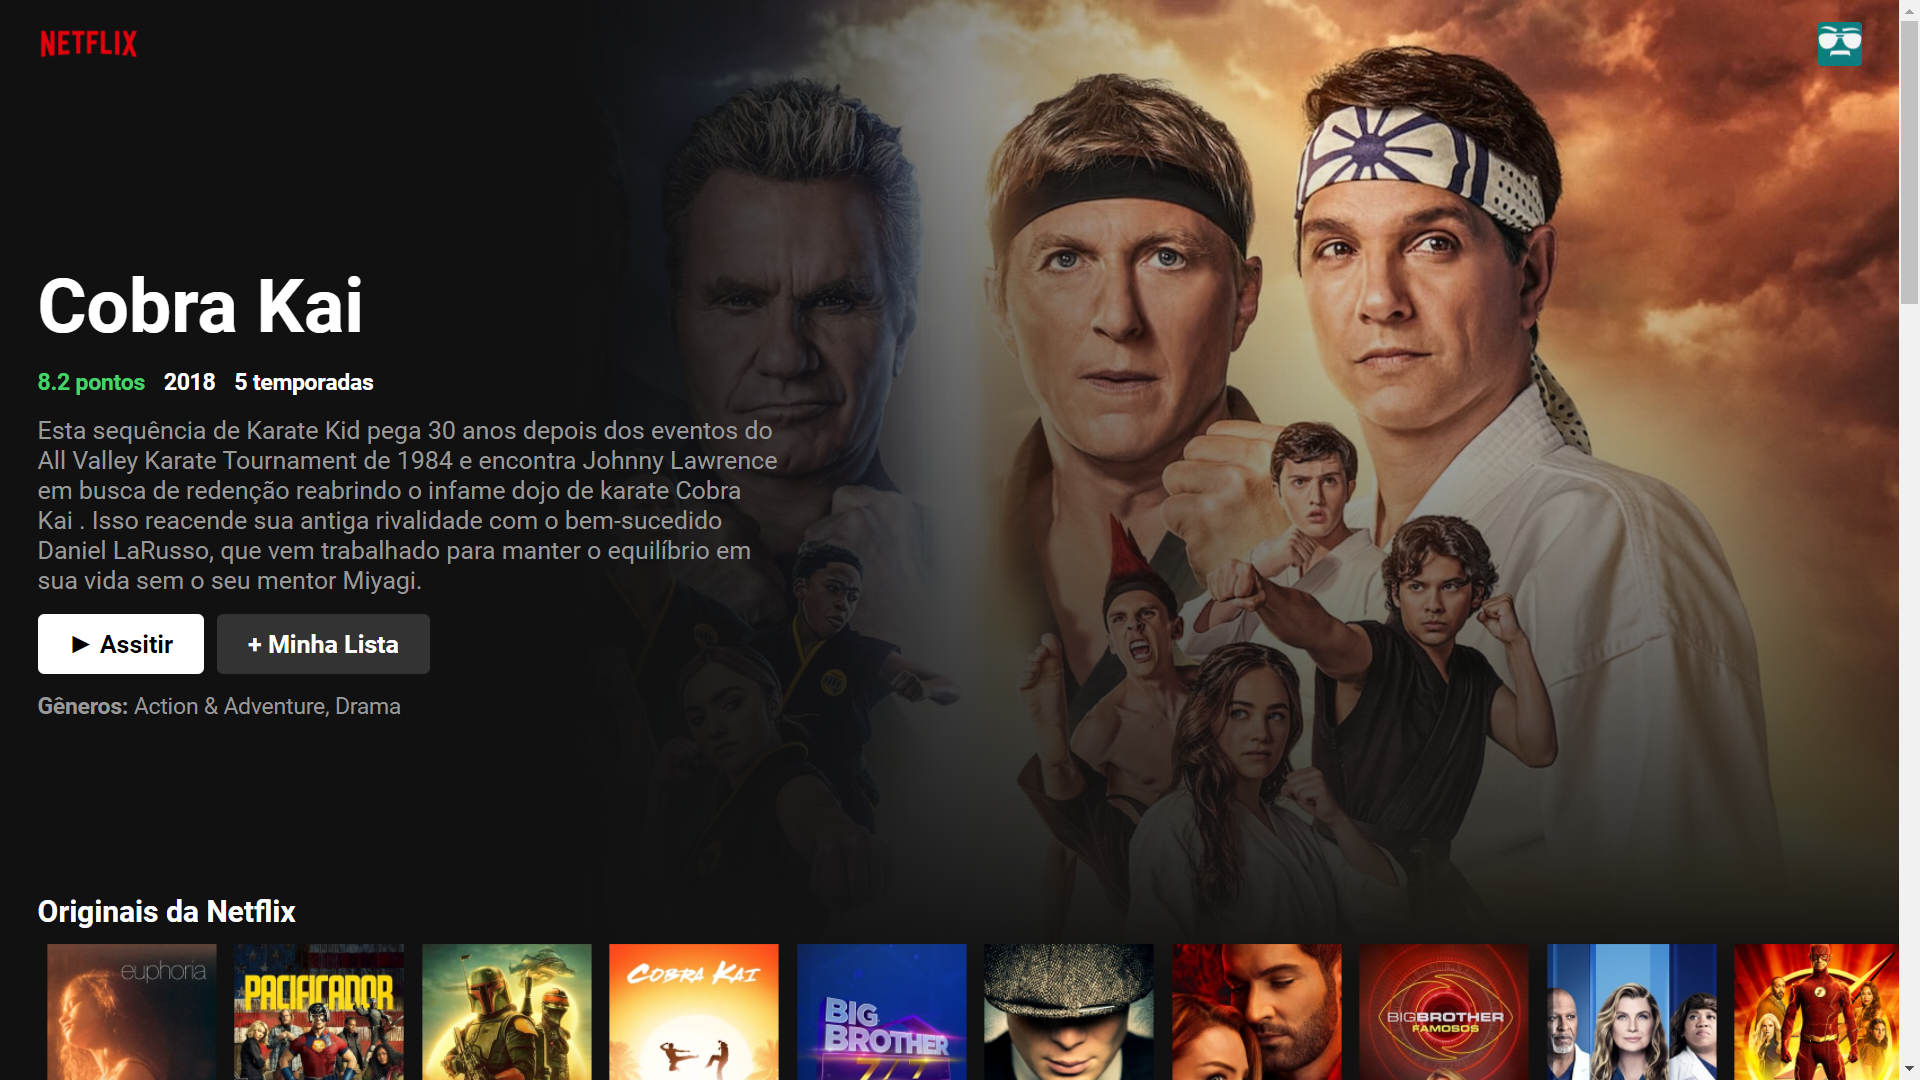 NETFLIX
Cobra Kai
8.2 pontos 2018 5 temporadas
Esta sequência de Karate Kid pega 30 anos depois dos eventos do
All Valley Karate Tournament de 1984 e encontra Johnny Lawrence
em busca de redenção reabrindo o infame dojo de karate Cobra
Kai . Isso reacende sua antiga rivalidade com o bem-sucedido
Daniel LaRusso, que vem trabalhado para manter o equilíbrio em
sua vida sem o seu mentor Miyagi.
► Assitir + Minha Lista
Gêneros: Action & Adventure, Drama
Originais da Netflix
euphoria
PACIFICADOR
COBRA KAI
BIG
BROTHER
BIGBROTHER
FAMOSOS